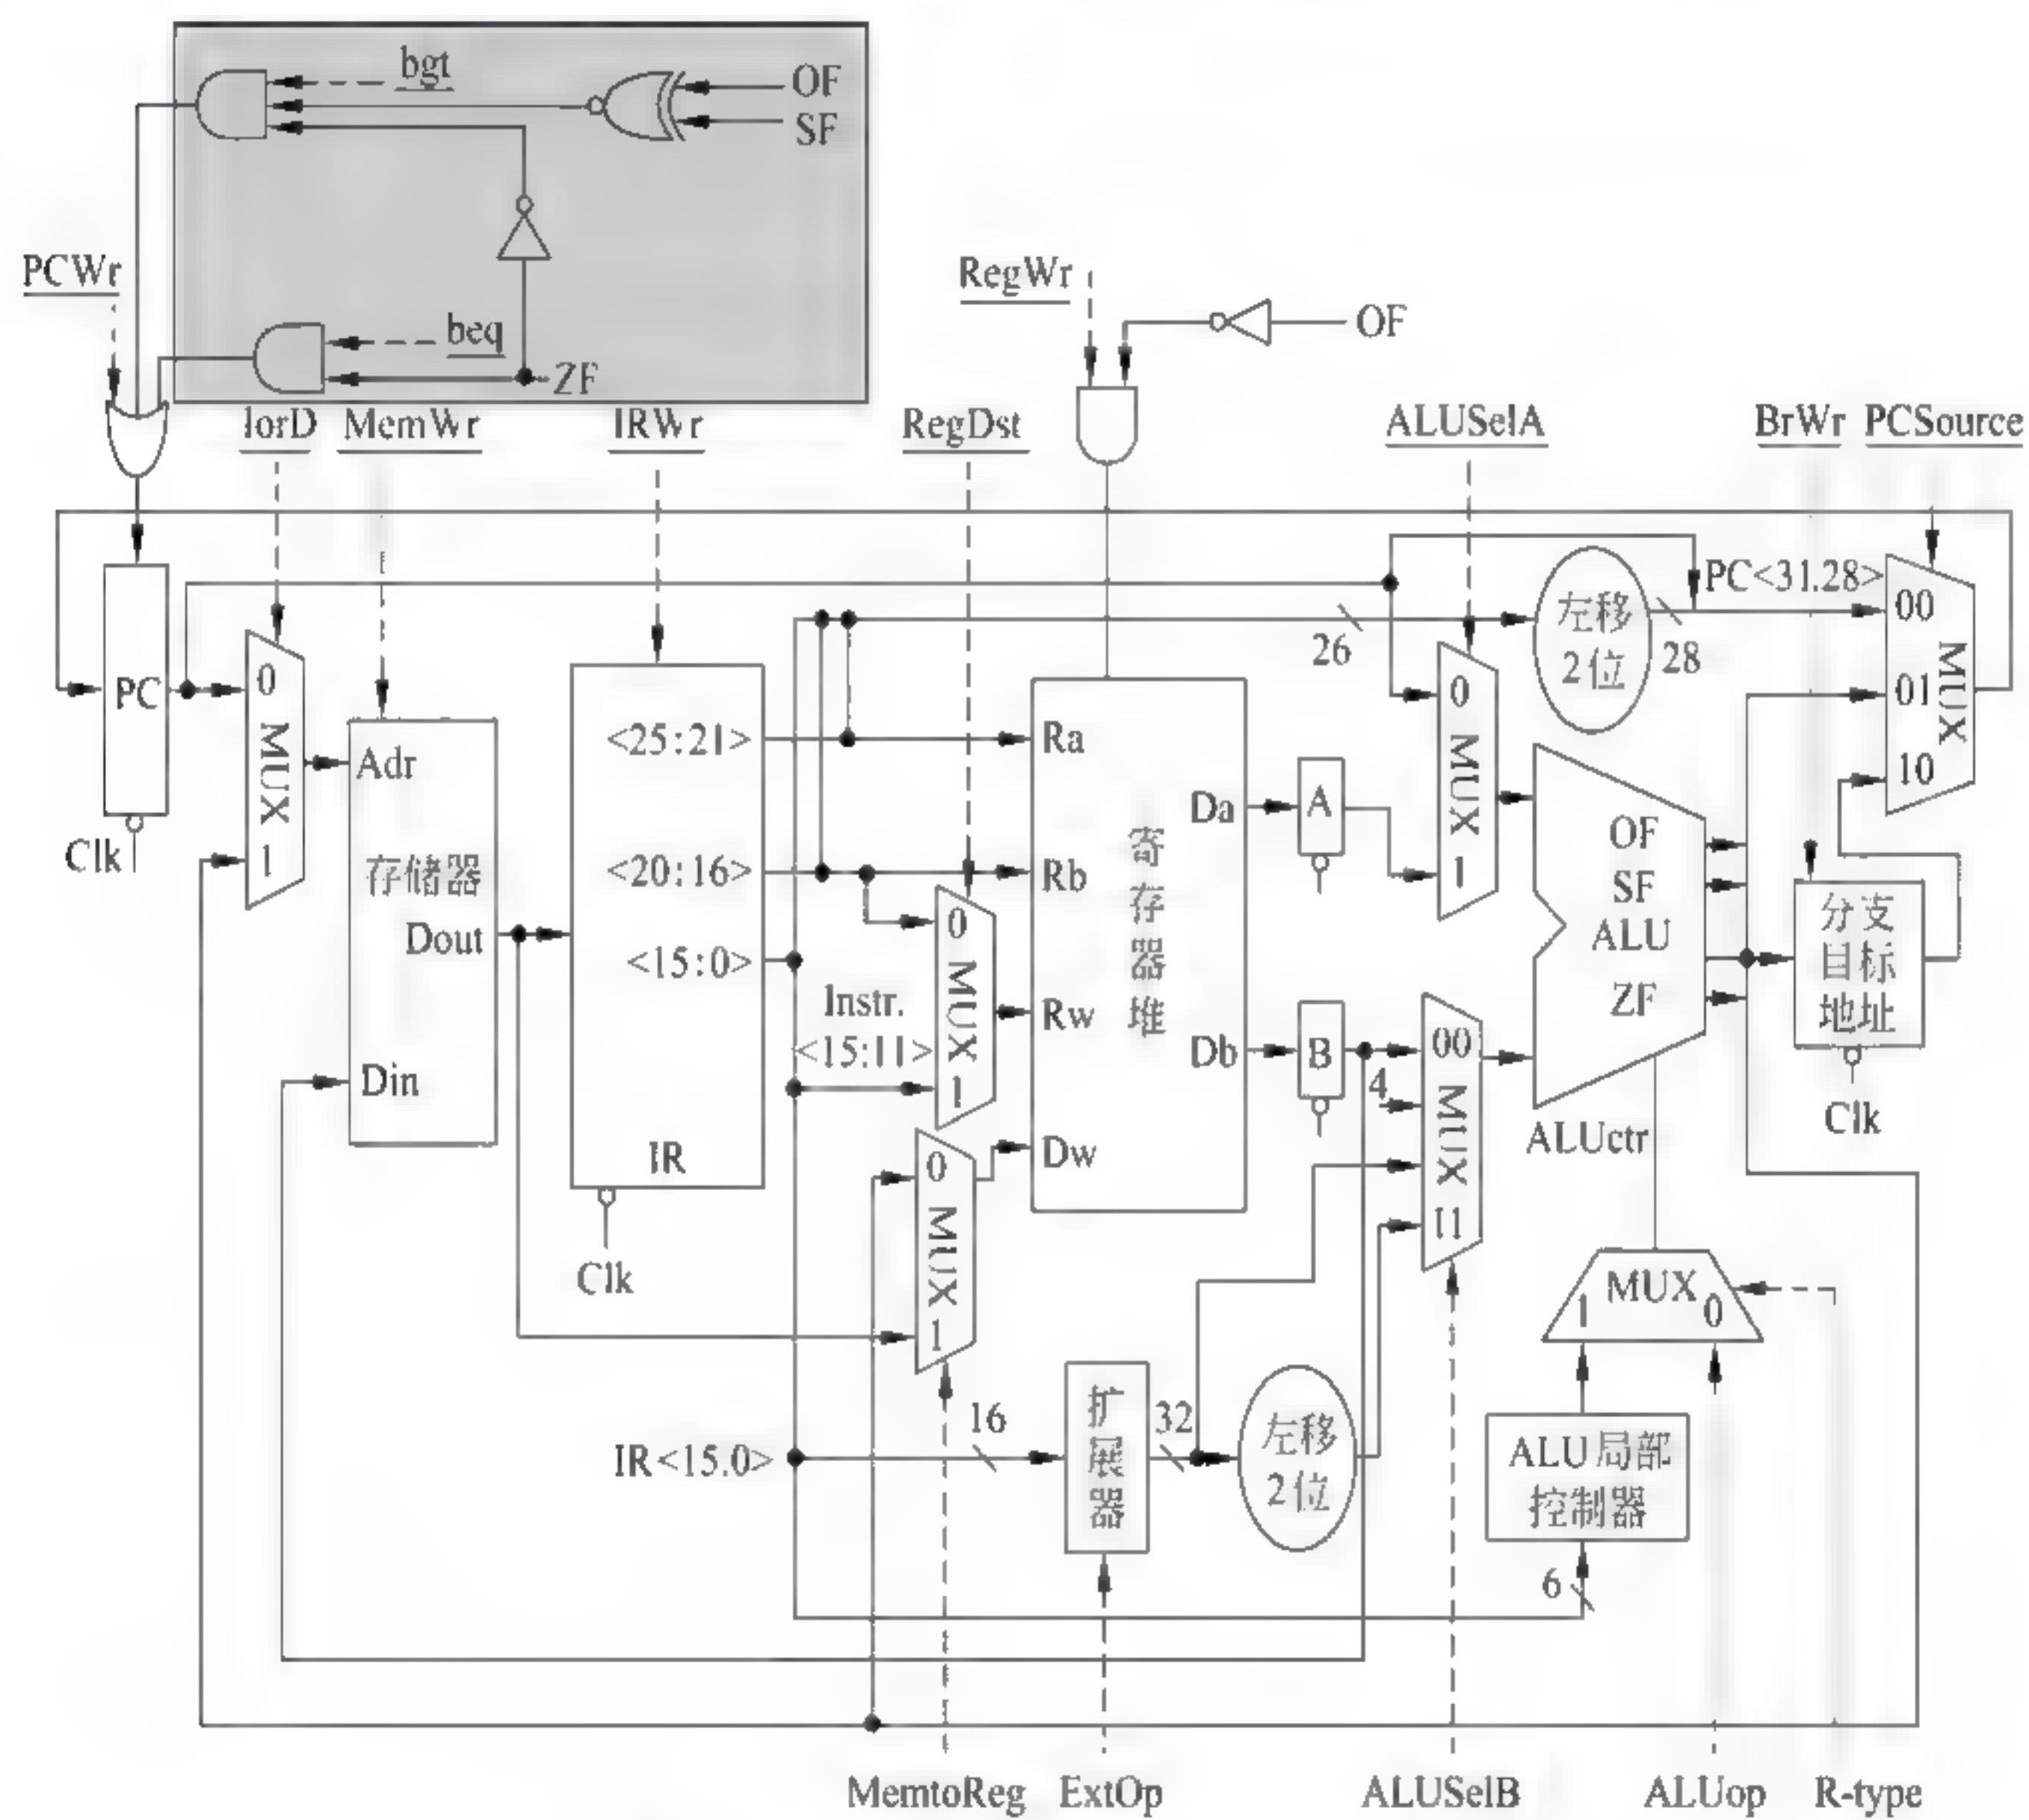 bgt
OF
SF
PCWr
beq
ZF
RegWr
OF
IorD
MemWr
IRWr
RegDst
ALUSelA
BrWr
PCSource
PC<31.28>
左移
2位
26
28
00
01
10
MUX
PC
Clk
0
MUX
1
Adr
存储器
Dout
Din
<25:21>
<20:16>
<15:0>
IR
Clk
Instr.
<15:11>
0
MUX
1
0
MUX
1
Ra
Rb
Rw
Dw
寄存器堆
Da
Db
A
B
0
MUX
1
4
00
MUX
11
OF
SF
ALU
ZF
ALUctr
分支
目标
地址
Clk
MUX
1
0
ALU局部
控制器
6
IR<15.0>
16
扩展器
32
左移
2位
MemtoReg
ExtOp
ALUSelB
ALUop
R-type